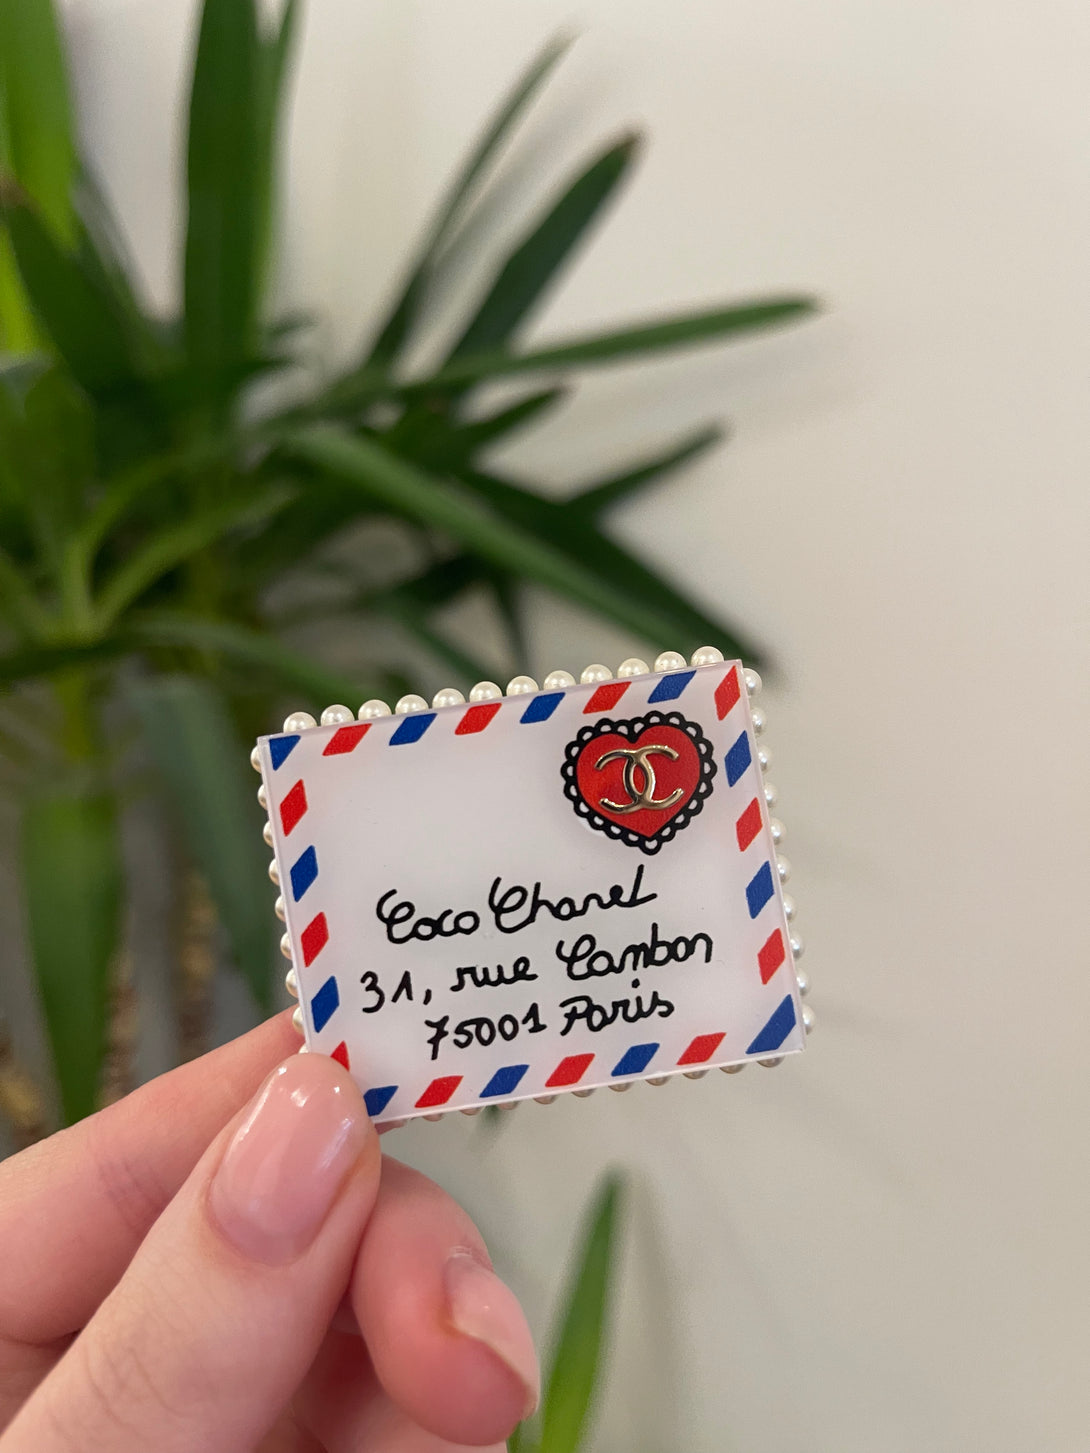 Coco Chanel
31, rue Cambon
75001 Paris